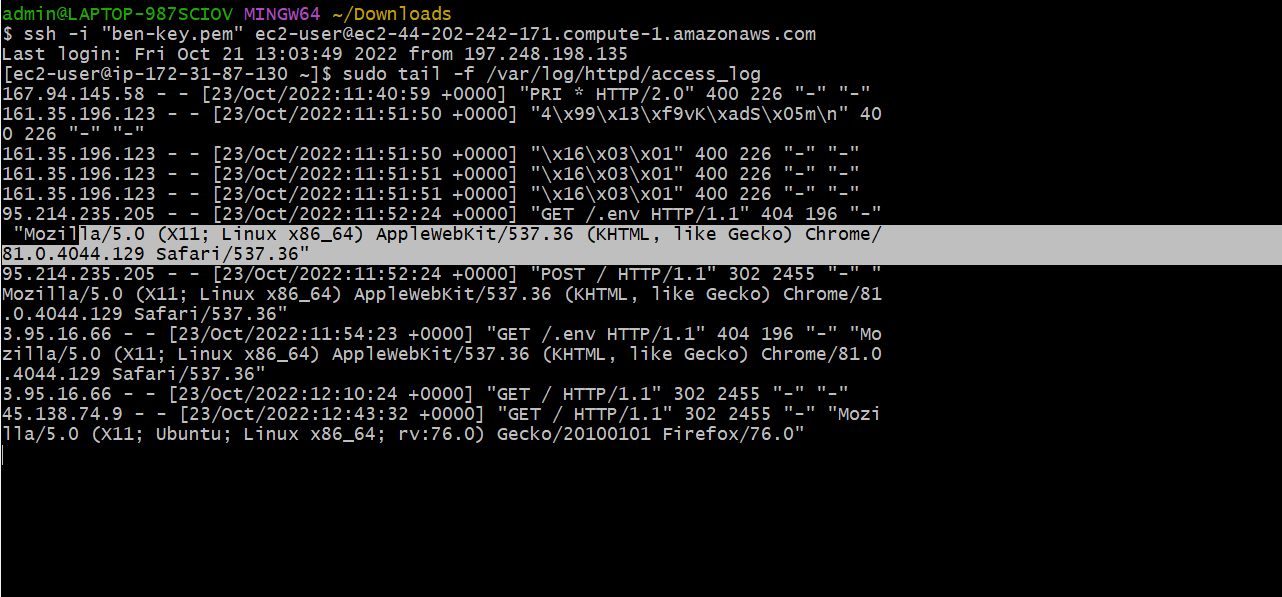 admin@LAPTOP-987SCIOV MINGW64 ~/Downloads
$ ssh -i "ben-key.pem" ec2-user@ec2-44-202-242-171.compute-1.amazonaws.com
Last login: Fri Oct 21 13:03:49 2022 from 197.248.198.135
[ec2-user@ip-172-31-87-130 ~]$ sudo tail -f /var/log/httpd/access_log
167.94.145.58 - - [23/Oct/2022:11:40:59 +0000] "PRI * HTTP/2.0" 400 226 "-" "-"
161.35.196.123 - - [23/Oct/2022:11:51:50 +0000] "4\x99\x13\xf9vK\xadS\x05m\n" 40
0 226 "-" "-"
161.35.196.123 - - [23/Oct/2022:11:51:50 +0000] "\x16\x03\x01" 400 226 "-" "-"
161.35.196.123 - - [23/Oct/2022:11:51:51 +0000] "\x16\x03\x01" 400 226 "-" "-"
161.35.196.123 - - [23/Oct/2022:11:51:51 +0000] "\x16\x03\x01" 400 226 "-" "-"
95.214.235.205 - - [23/Oct/2022:11:52:24 +0000] "GET /.env HTTP/1.1" 404 196 "-"
 "Mozilla/5.0 (X11; Linux x86_64) AppleWebKit/537.36 (KHTML, like Gecko) Chrome/
81.0.4044.129 Safari/537.36"
95.214.235.205 - - [23/Oct/2022:11:52:24 +0000] "POST / HTTP/1.1" 302 2455 "-" "
Mozilla/5.0 (X11; Linux x86_64) AppleWebKit/537.36 (KHTML, like Gecko) Chrome/81
.0.4044.129 Safari/537.36"
3.95.16.66 - - [23/Oct/2022:11:54:23 +0000] "GET /.env HTTP/1.1" 404 196 "-" "Mo
zilla/5.0 (X11; Linux x86_64) AppleWebKit/537.36 (KHTML, like Gecko) Chrome/81.0
.4044.129 Safari/537.36"
3.95.16.66 - - [23/Oct/2022:12:10:24 +0000] "GET / HTTP/1.1" 302 2455 "-" "-"
45.138.74.9 - - [23/Oct/2022:12:43:32 +0000] "GET / HTTP/1.1" 302 2455 "-" "Mozi
lla/5.0 (X11; Ubuntu; Linux x86_64; rv:76.0) Gecko/20100101 Firefox/76.0"